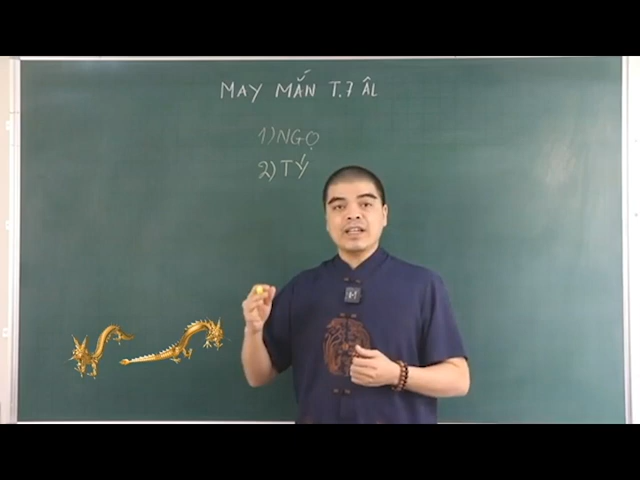 MAY MẮN T.7 ÂL
1) NGỌ
2) TÝ